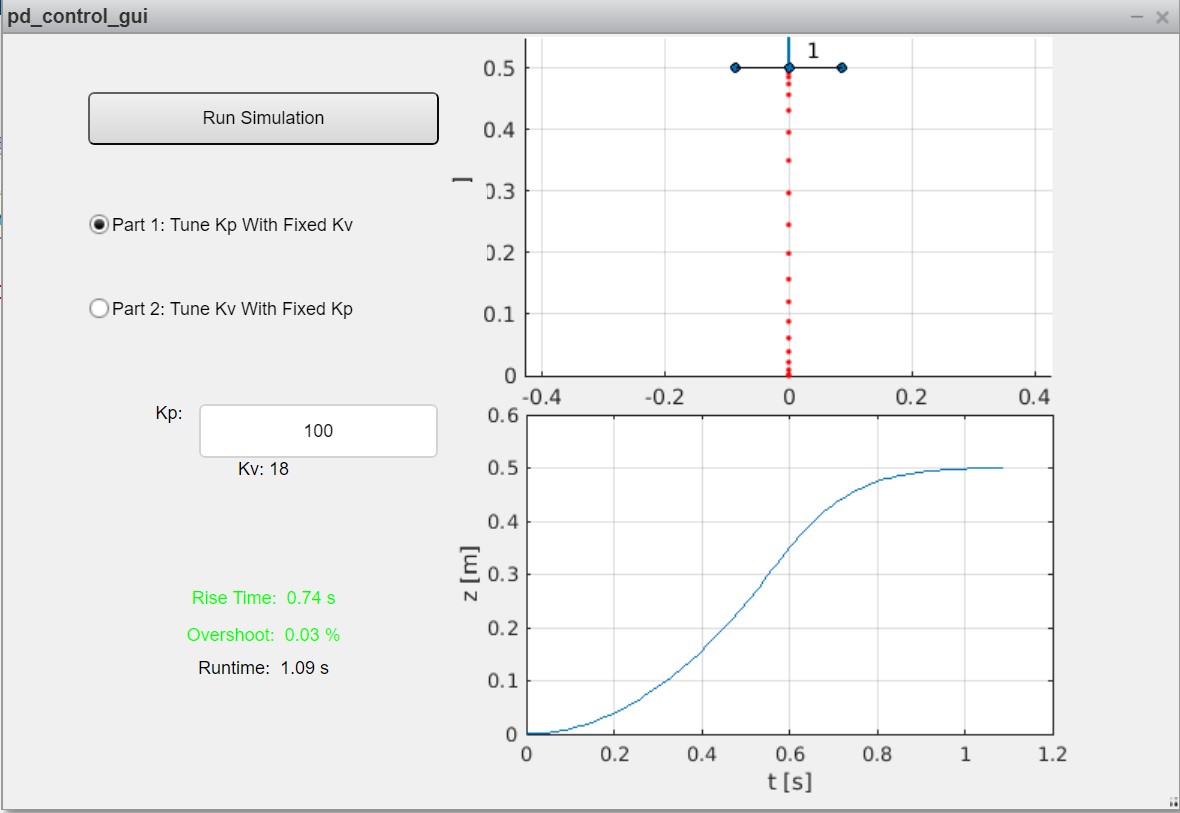 pd_control_gui
Run Simulation
Part 1: Tune Kp With Fixed Kv
Part 2: Tune Kv With Fixed Kp
Kp:
100
Kv: 18
Rise Time: 0.74 s
Overshoot: 0.03 %
Runtime: 1.09 s
1
0.5
0.4
0.3
0.2
0.1
0
-0.4 -0.2 0 0.2 0.4
0.6
0.5
0.4
0.3
0.2
0.1
0
z [m]
0 0.2 0.4 0.6 0.8 1 1.2
t [s]